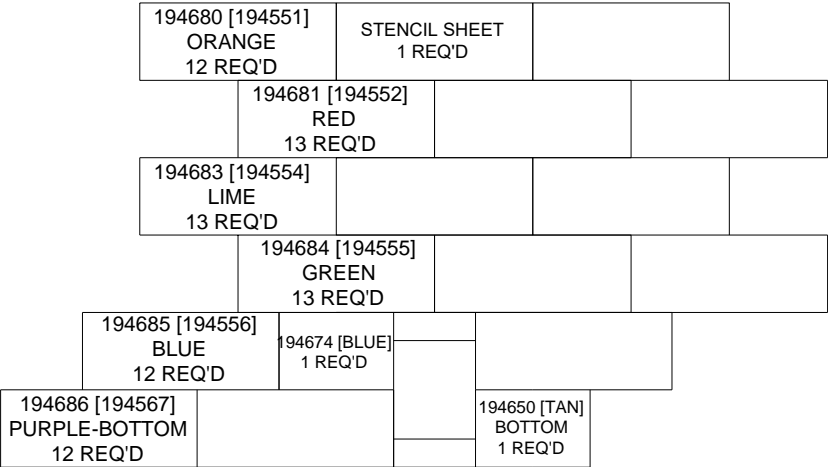 194680 [194551]
ORANGE
12 REQ'D
STENCIL SHEET
1 REQ'D
194681 [194552]
RED
13 REQ'D
194683 [194554]
LIME
13 REQ'D
194684 [194555]
GREEN
13 REQ'D
194685 [194556]
BLUE
12 REQ'D
194674 [BLUE]
1 REQ'D
194686 [194567]
PURPLE-BOTTOM
12 REQ'D
194650 [TAN]
BOTTOM
1 REQ'D